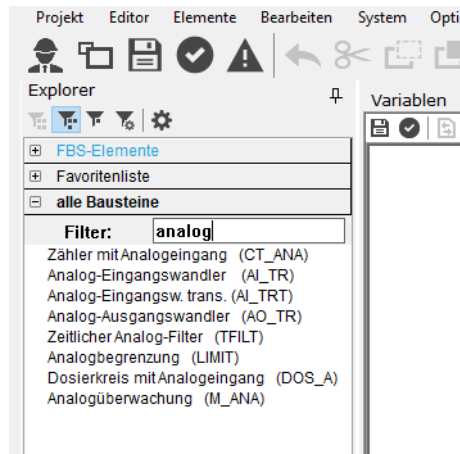 Projekt Editor Elemente Bearbeiten System Opti
Explorer
Variablen
FBS-Elemente
Favoritenliste
alle Bausteine
Filter: analog
Zähler mit Analogeingang (CT_ANA)
Analog-Eingangswandler (AI_TR)
Analog-Eingangsw. trans. (AI_TRT)
Analog-Ausgangswandler (AO_TR)
Zeitlicher Analog-Filter (TFILT)
Analogbegrenzung (LIMIT)
Dosierkreis mit Analogeingang (DOS_A)
Analogüberwachung (M_ANA)